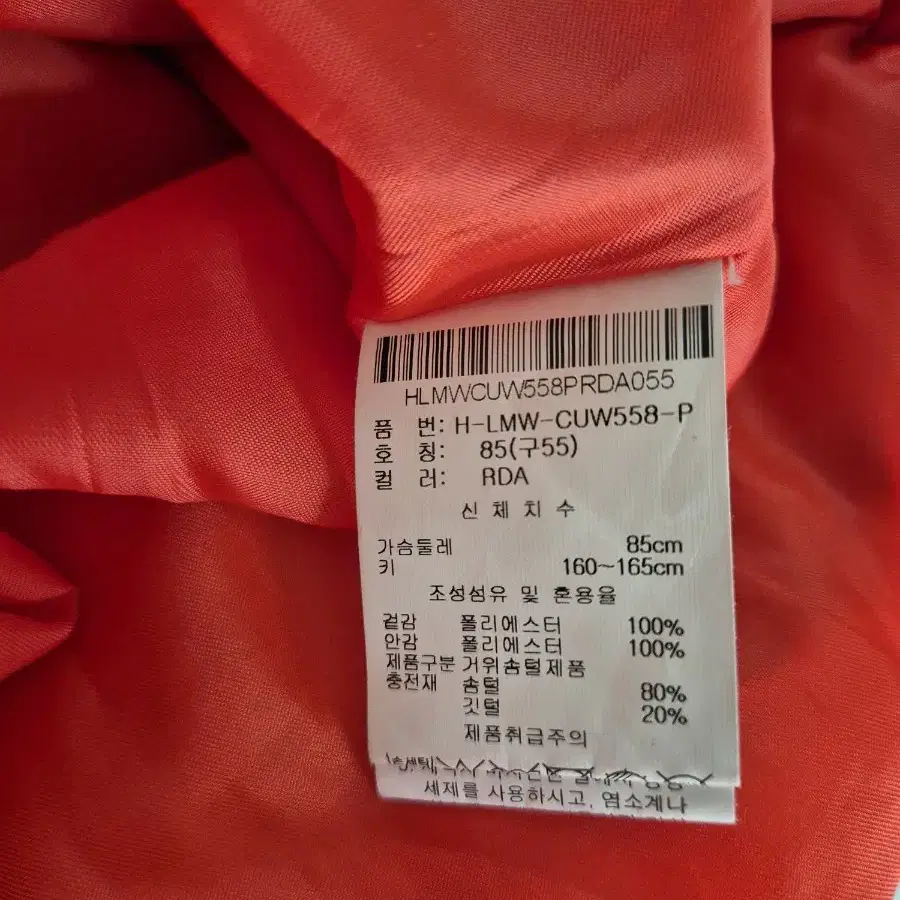 HLMWCUW558PRDA055
품 번: H-LMW-CUW558-P
호 칭: 85(구55)
컬 러: RDA
신 체 치 수
가슴둘레 85cm
키 160~165cm
조성섬유 및 혼용율
겉감 폴리에스터 100%
안감 폴리에스터 100%
제품구분 거위솜털제품
충전재 솜털 80%
깃털 20%
제품취급주의
세제를 사용하시고, 염소계나